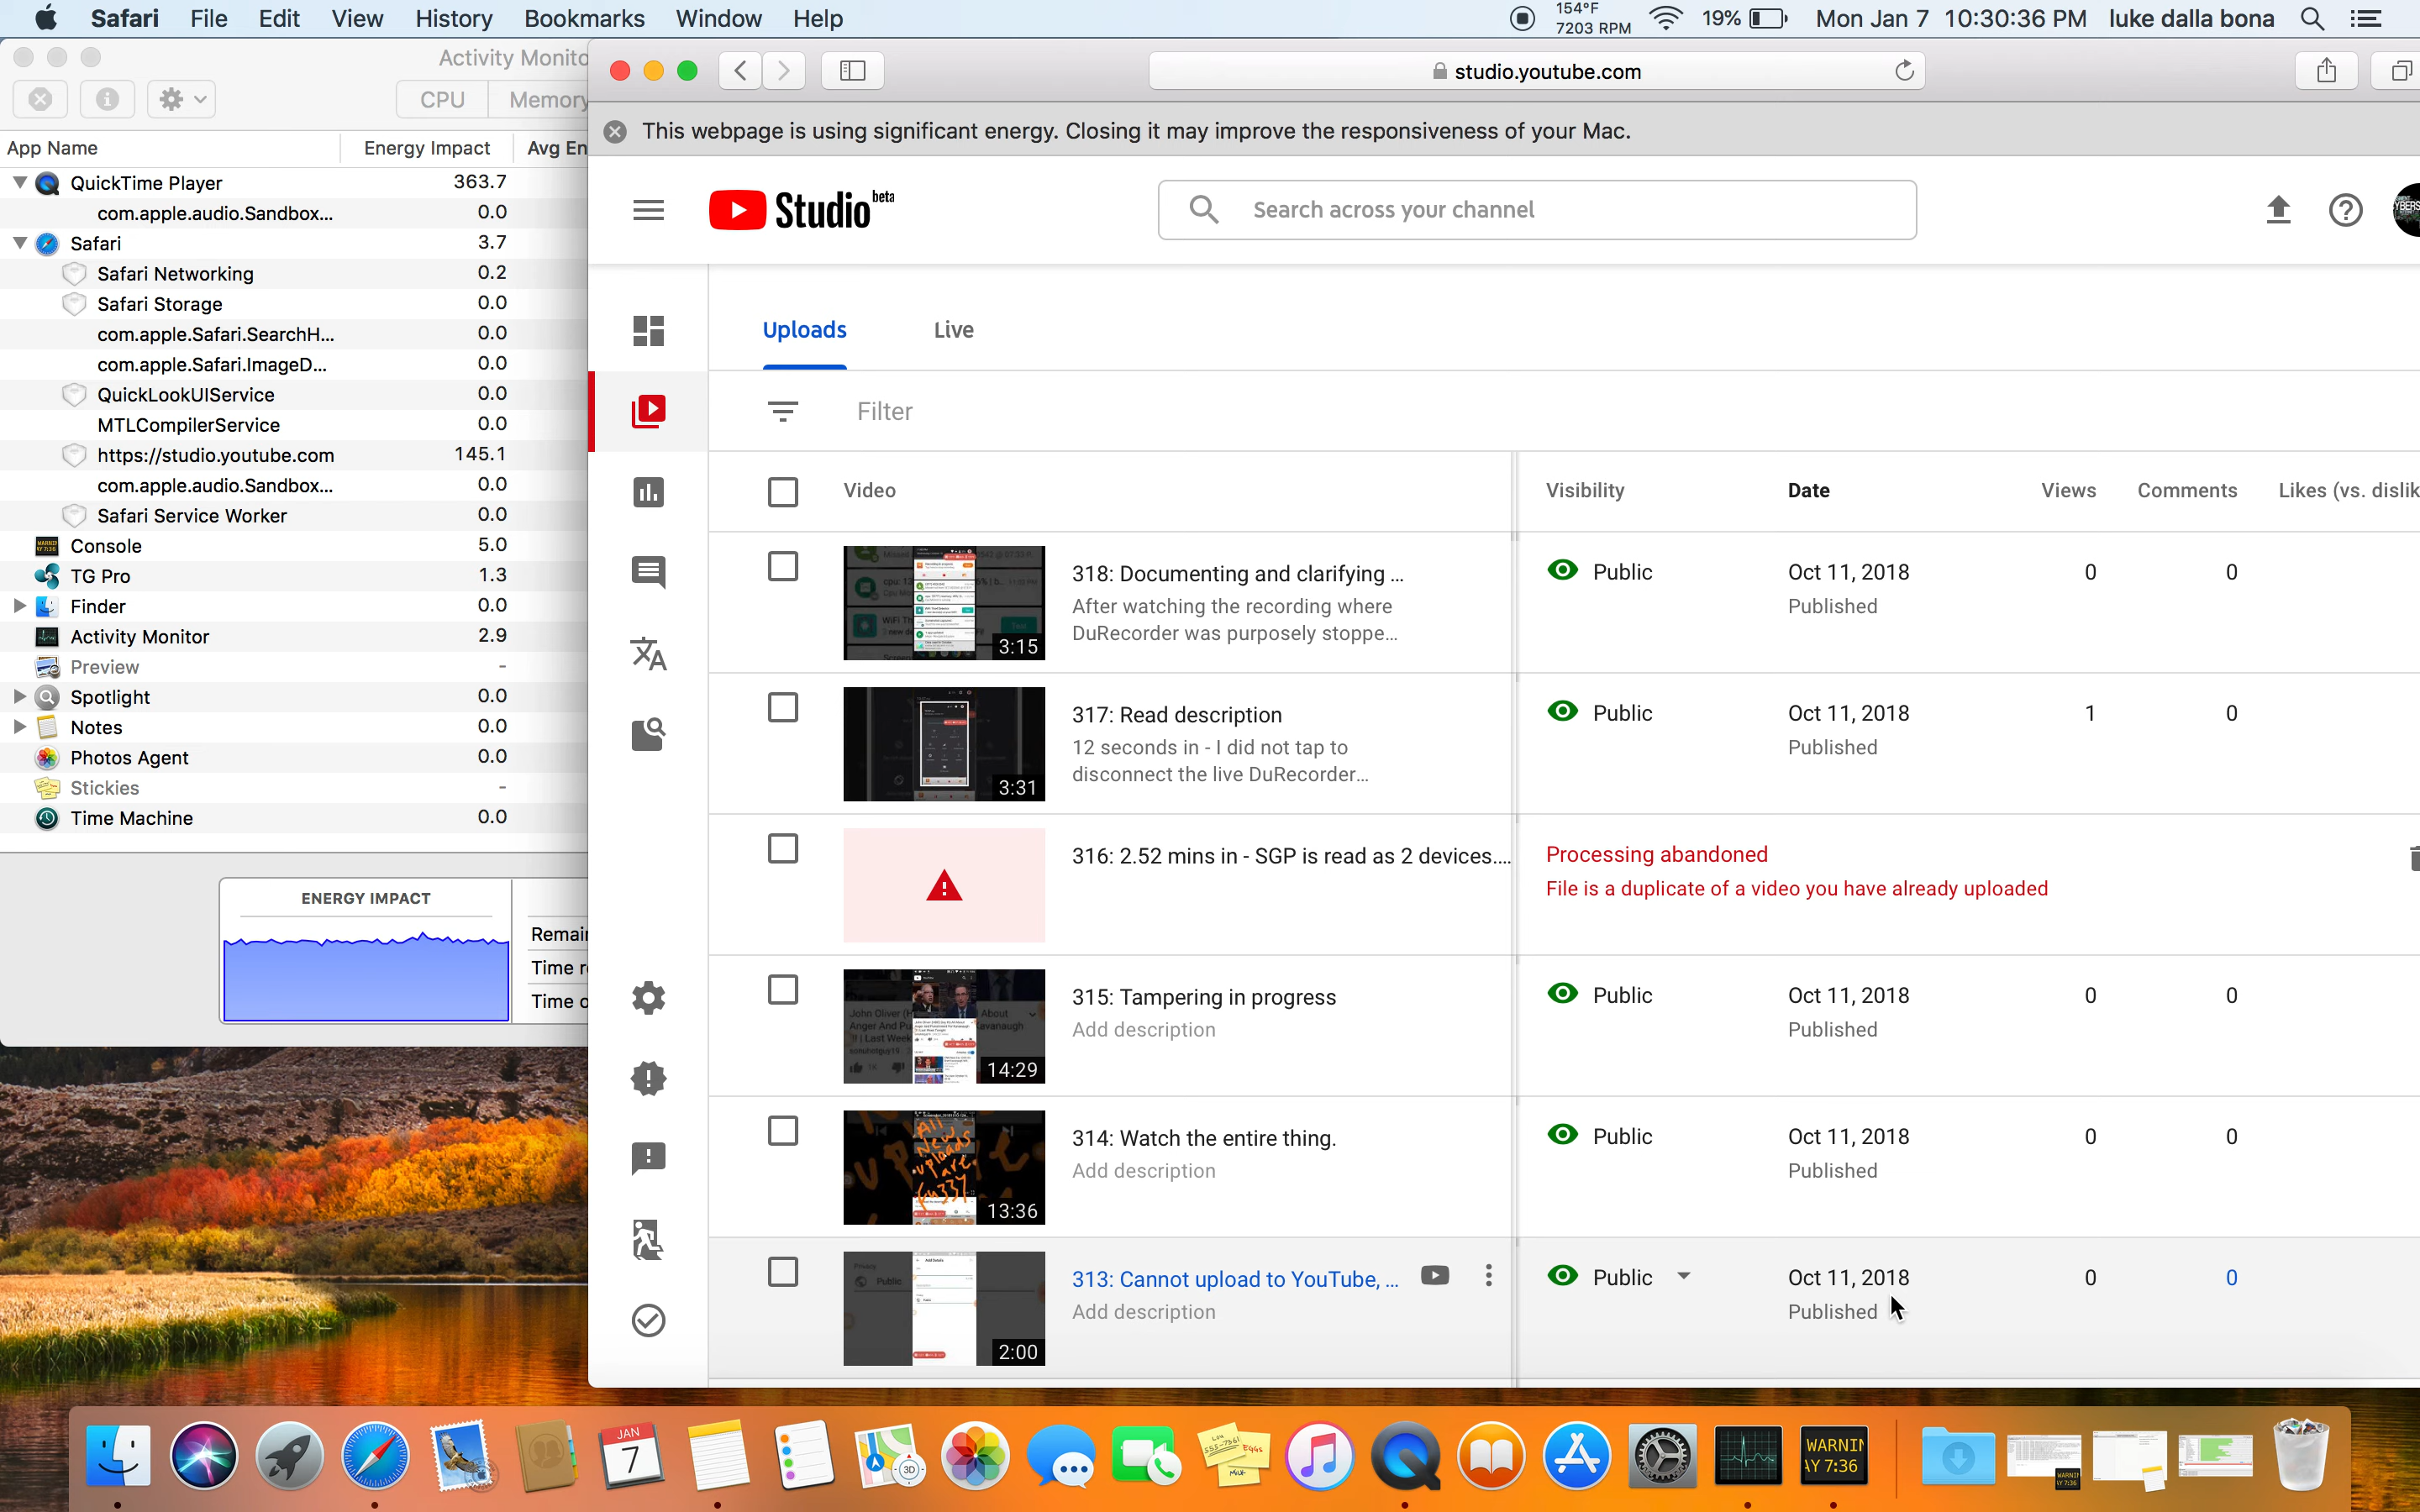 Safari File Edit View History Bookmarks Window Help
154°F
7203 RPM
19% Mon Jan 7 10:30:36 PM luke dalla bona
CPU Memory
App Name Energy Impact
QuickTime Player 363.7
com.apple.audio.Sandbox... 0.0
Safari 3.7
Safari Networking 0.2
Safari Storage 0.0
com.apple.Safari.SearchH... 0.0
com.apple.Safari.ImageD... 0.0
QuickLookUIService 0.0
MTLCompilerService 0.0
https://studio.youtube.com 145.1
com.apple.audio.Sandbox... 0.0
Safari Service Worker 0.0
Console 5.0
TG Pro 1.3
Finder 0.0
Activity Monitor 2.9
Preview -
Spotlight 0.0
Notes 0.0
Photos Agent 0.0
Stickies -
Time Machine 0.0
ENERGY IMPACT
studio.youtube.com
This webpage is using significant energy. Closing it may improve the responsiveness of your Mac.
Studio beta
Search across your channel
Uploads Live
Filter
Video Visibility Date Views Comments Likes (vs. dislik
318: Documenting and clarifying ... Public Oct 11, 2018 0 0
After watching the recording where Published
DuRecorder was purposely stoppe...
3:15
317: Read description Public Oct 11, 2018 1 0
12 seconds in - I did not tap to Published
disconnect the live DuRecorder...
3:31
316: 2.52 mins in - SGP is read as 2 devices.... Processing abandoned
File is a duplicate of a video you have already uploaded
315: Tampering in progress Public Oct 11, 2018 0 0
Add description Published
14:29
314: Watch the entire thing. Public Oct 11, 2018 0 0
Add description Published
13:36
313: Cannot upload to YouTube, ... Public Oct 11, 2018 0 0
Add description Published
2:00
JAN
7
3D
WARNIN
AY 7:36